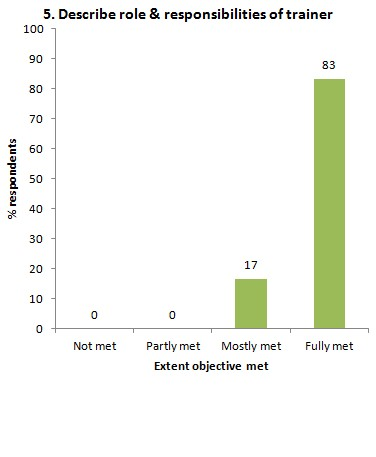 5. Describe role & responsibilities of trainer
100
90
80
70
60
50
40
30
20
10
0
% respondents
0
0
17
83
Not met
Partly met
Mostly met
Fully met
Extent objective met